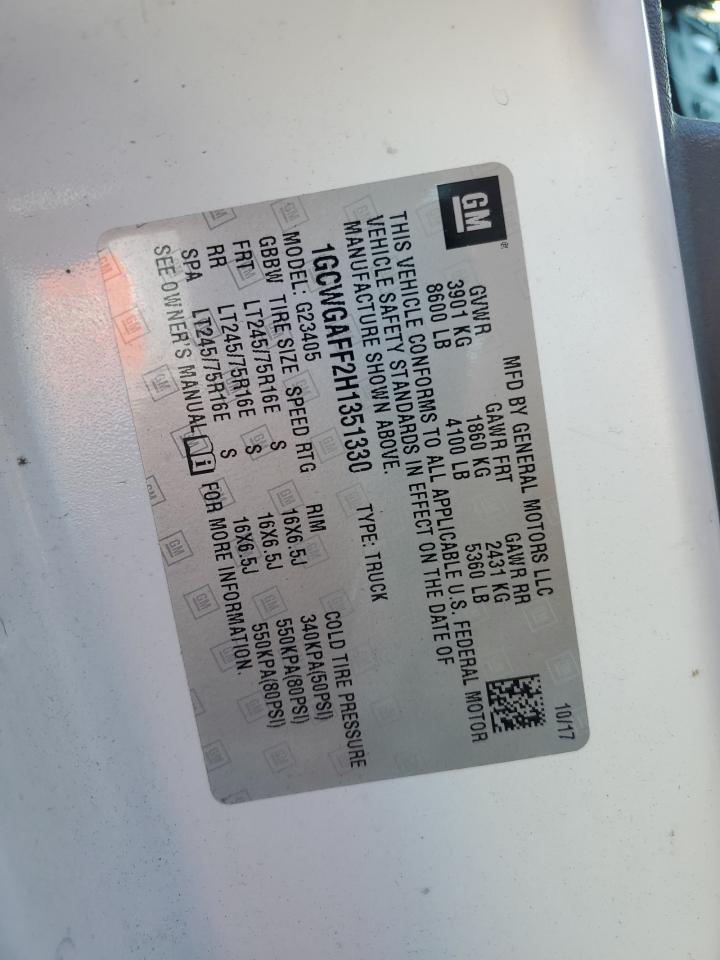 GM
MFD BY GENERAL MOTORS LLC
10/17
GVWR GAWR FRT GAWR RR
3901 KG 1860 KG 2431 KG
8600 LB 4100 LB 5360 LB
THIS VEHICLE CONFORMS TO ALL APPLICABLE U.S. FEDERAL MOTOR
VEHICLE SAFETY STANDARDS IN EFFECT ON THE DATE OF
MANUFACTURE SHOWN ABOVE.
1GCWGAFF2H1351330 TYPE: TRUCK
MODEL: G23405
GBBW TIRE SIZE SPEED RTG RIM COLD TIRE PRESSURE
FRT LT245/75R16E S 16X6.5J 340KPA(50PSI)
RR LT245/75R16E S 16X6.5J 550KPA(80PSI)
SPA LT245/75R16E S 16X6.5J 550KPA(80PSI)
SEE OWNER'S MANUAL i FOR MORE INFORMATION.